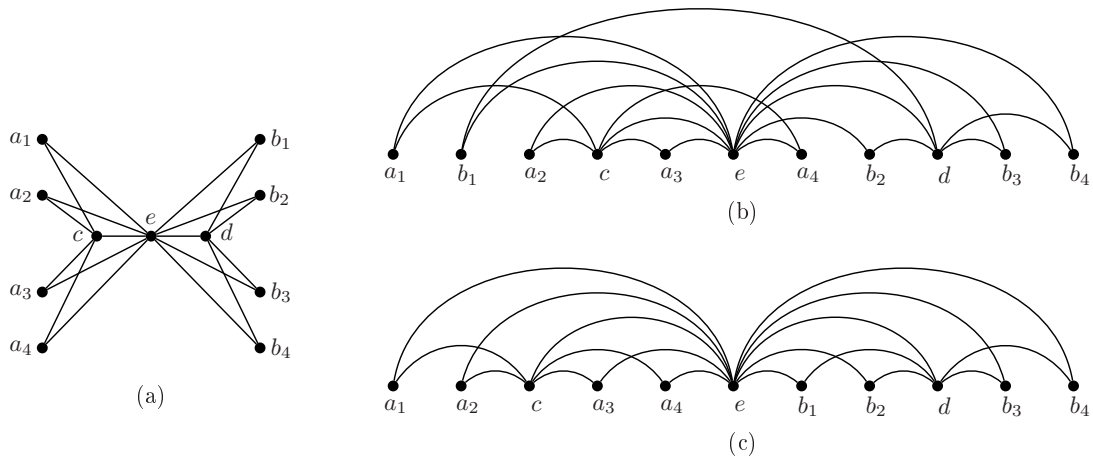 a₁ b₁
a₂ b₂
e
c d
a₃ b₃
a₄ b₄
(a)
a₁ b₁ a₂ c a₃ e a₄ b₂ d b₃ b₄
(b)
a₁ a₂ c a₃ a₄ e b₁ b₂ d b₃ b₄
(c)